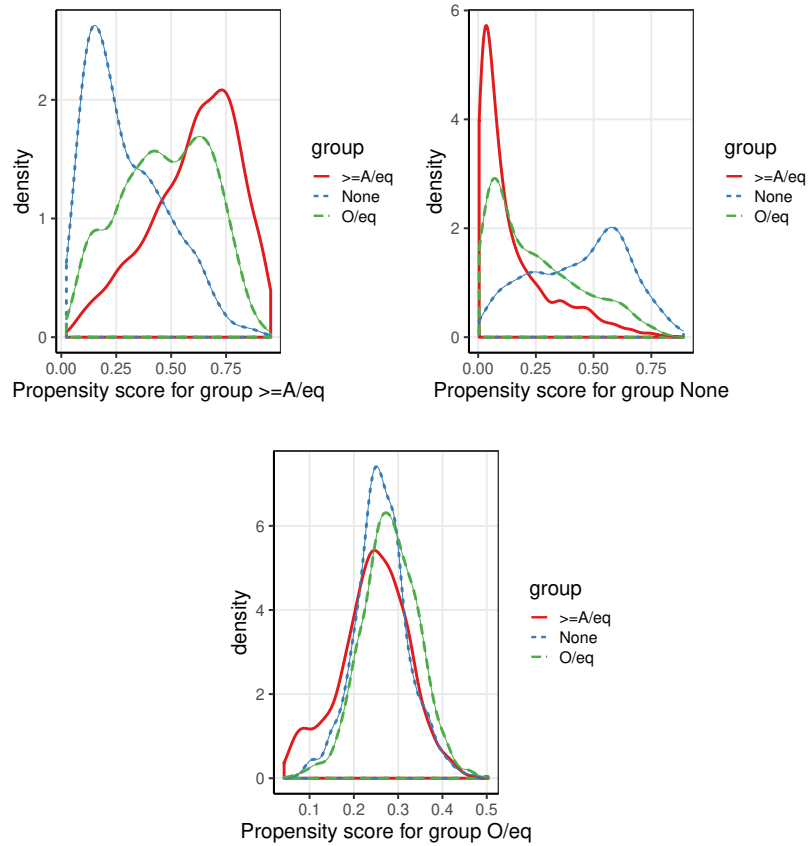 density
2
1
0
0.00 0.25 0.50 0.75
Propensity score for group >=A/eq
group
>=A/eq
None
O/eq
density
6
4
2
0
0.00 0.25 0.50 0.75
Propensity score for group None
group
>=A/eq
None
O/eq
density
6
4
2
0
0.1 0.2 0.3 0.4 0.5
Propensity score for group O/eq
group
>=A/eq
None
O/eq